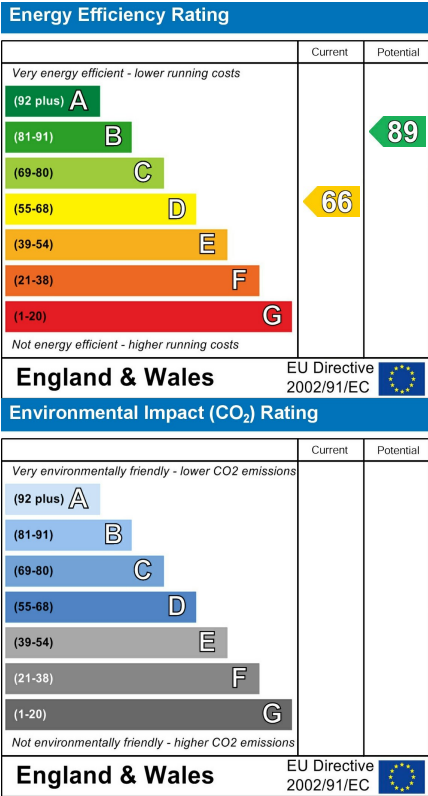 Energy Efficiency Rating
Current Potential
Very energy efficient - lower running costs
(92 plus) A
(81-91) B
89
(69-80) C
(55-68) D
66
(39-54) E
(21-38) F
(1-20) G
Not energy efficient - higher running costs
England & Wales
EU Directive
2002/91/EC
Environmental Impact (CO₂) Rating
Current Potential
Very environmentally friendly - lower CO2 emissions
(92 plus) A
(81-91) B
(69-80) C
(55-68) D
(39-54) E
(21-38) F
(1-20) G
Not environmentally friendly - higher CO2 emissions
England & Wales
EU Directive
2002/91/EC